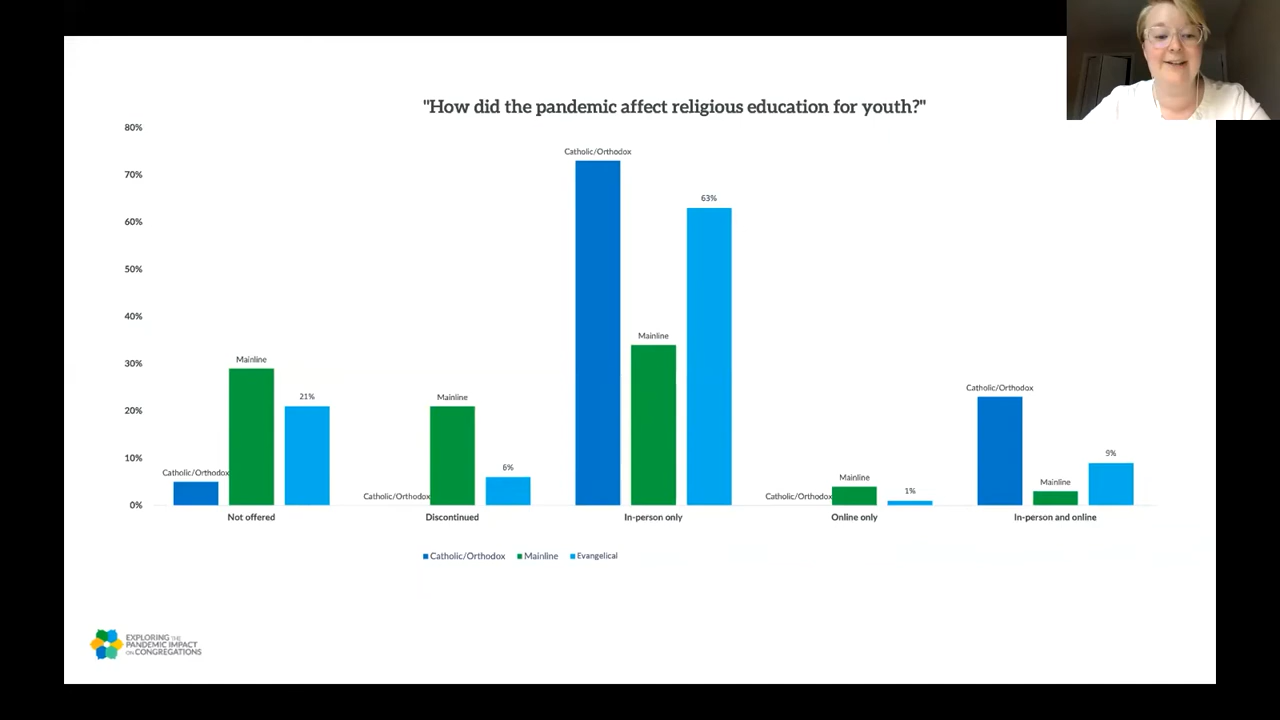 "How did the pandemic affect religious education for youth?"
80%
70%
60%
50%
40%
30%
20%
10%
0%
Catholic/Orthodox
Mainline
21%
Catholic/Orthodox
Mainline
6%
Catholic/Orthodox
Mainline
63%
Catholic/Orthodox
Mainline
1%
Catholic/Orthodox
Mainline
9%
Not offered
Discontinued
In-person only
Online only
In-person and online
Catholic/Orthodox
Mainline
Evangelical
EXPLORING THE
PANDEMIC IMPACT
ON CONGREGATIONS